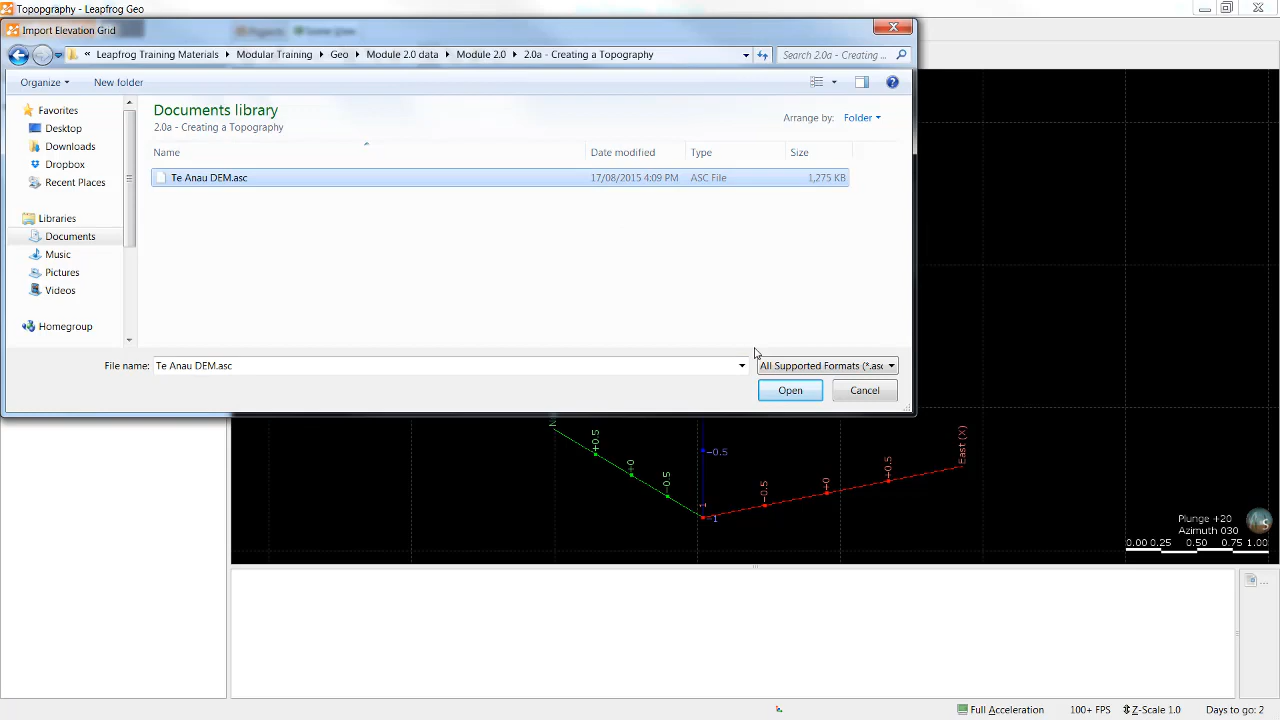 Topopgraphy - Leapfrog Geo
Import Elevation Grid
« Leapfrog Training Materials ▸ Modular Training ▸ Geo ▸ Module 2.0 data ▸ Module 2.0 ▸ 2.0a - Creating a Topography
Search 2.0a - Creating ...
Organize
New folder
Favorites
Desktop
Downloads
Dropbox
Recent Places
Libraries
Documents
Music
Pictures
Videos
Homegroup
Documents library
2.0a - Creating a Topography
Arrange by: Folder
Name Date modified Type Size
Te Anau DEM.asc 17/08/2015 4:09 PM ASC File 1,275 KB
File name: Te Anau DEM.asc
All Supported Formats (*.asc
Open
Cancel
+0.5
+0
-0.5
-0.5
-1
-0.5
+0
+0.5
East (X)
Plunge +20
Azimuth 030
0.00 0.25 0.50 0.75 1.00
Full Acceleration
100+ FPS
Z-Scale 1.0
Days to go: 2